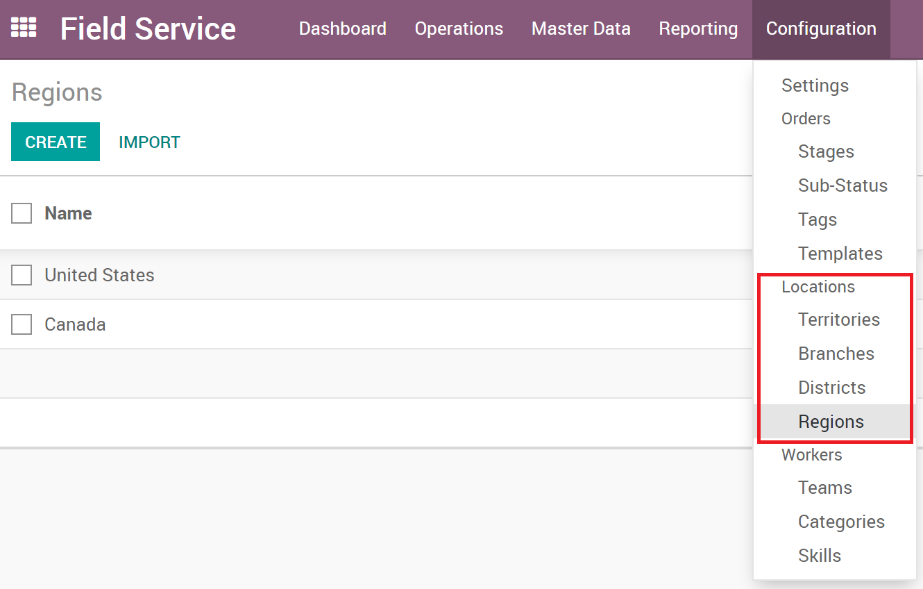 Field Service Dashboard Operations Master Data Reporting Configuration
Regions
CREATE IMPORT
Name
United States
Canada
Settings
Orders
Stages
Sub-Status
Tags
Templates
Locations
Territories
Branches
Districts
Regions
Workers
Teams
Categories
Skills